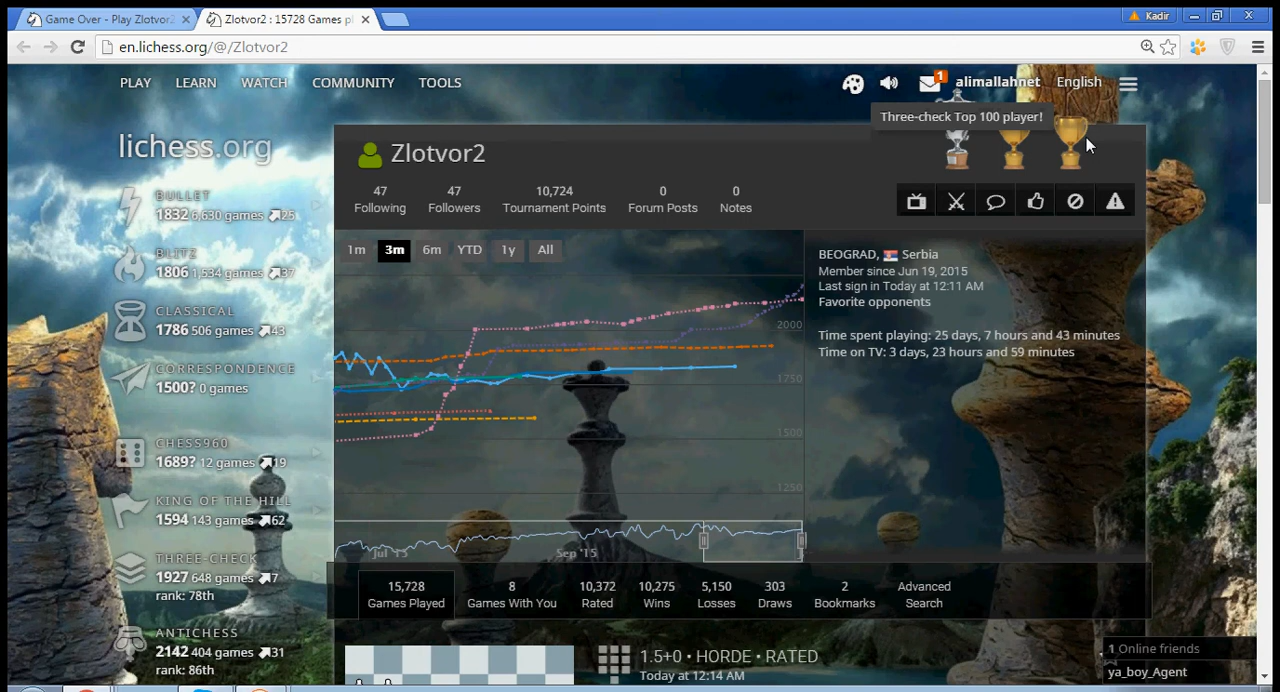 Game Over - Play Zlotvor2
Zlotvor2 : 15728 Games pl
Kadir
en.lichess.org/@/Zlotvor2
PLAY LEARN WATCH COMMUNITY TOOLS
1 alimallahnet English
Three-check Top 100 player!
lichess.org
Zlotvor2
47 47 10,724 0 0
Following Followers Tournament Points Forum Posts Notes
BULLET
1832 6,630 games 25
BLITZ
1806 1,534 games 37
CLASSICAL
1786 506 games 43
CORRESPONDENCE
1500? 0 games
CHESS960
1689? 12 games 19
KING OF THE HILL
1594 143 games 62
THREE-CHECK
1927 648 games 7
rank: 78th
ANTICHESS
2142 404 games 31
rank: 86th
1m 3m 6m YTD 1y All
2000
1750
1500
1250
Jul '15 Sep '15
BEOGRAD, Serbia
Member since Jun 19, 2015
Last sign in Today at 12:11 AM
Favorite opponents
Time spent playing: 25 days, 7 hours and 43 minutes
Time on TV: 3 days, 23 hours and 59 minutes
15,728 8 10,372 10,275 5,150 303 2 Advanced
Games Played Games With You Rated Wins Losses Draws Bookmarks Search
1.5+0 • HORDE • RATED
Today at 12:14 AM
1 Online friends
ya_boy_Agent